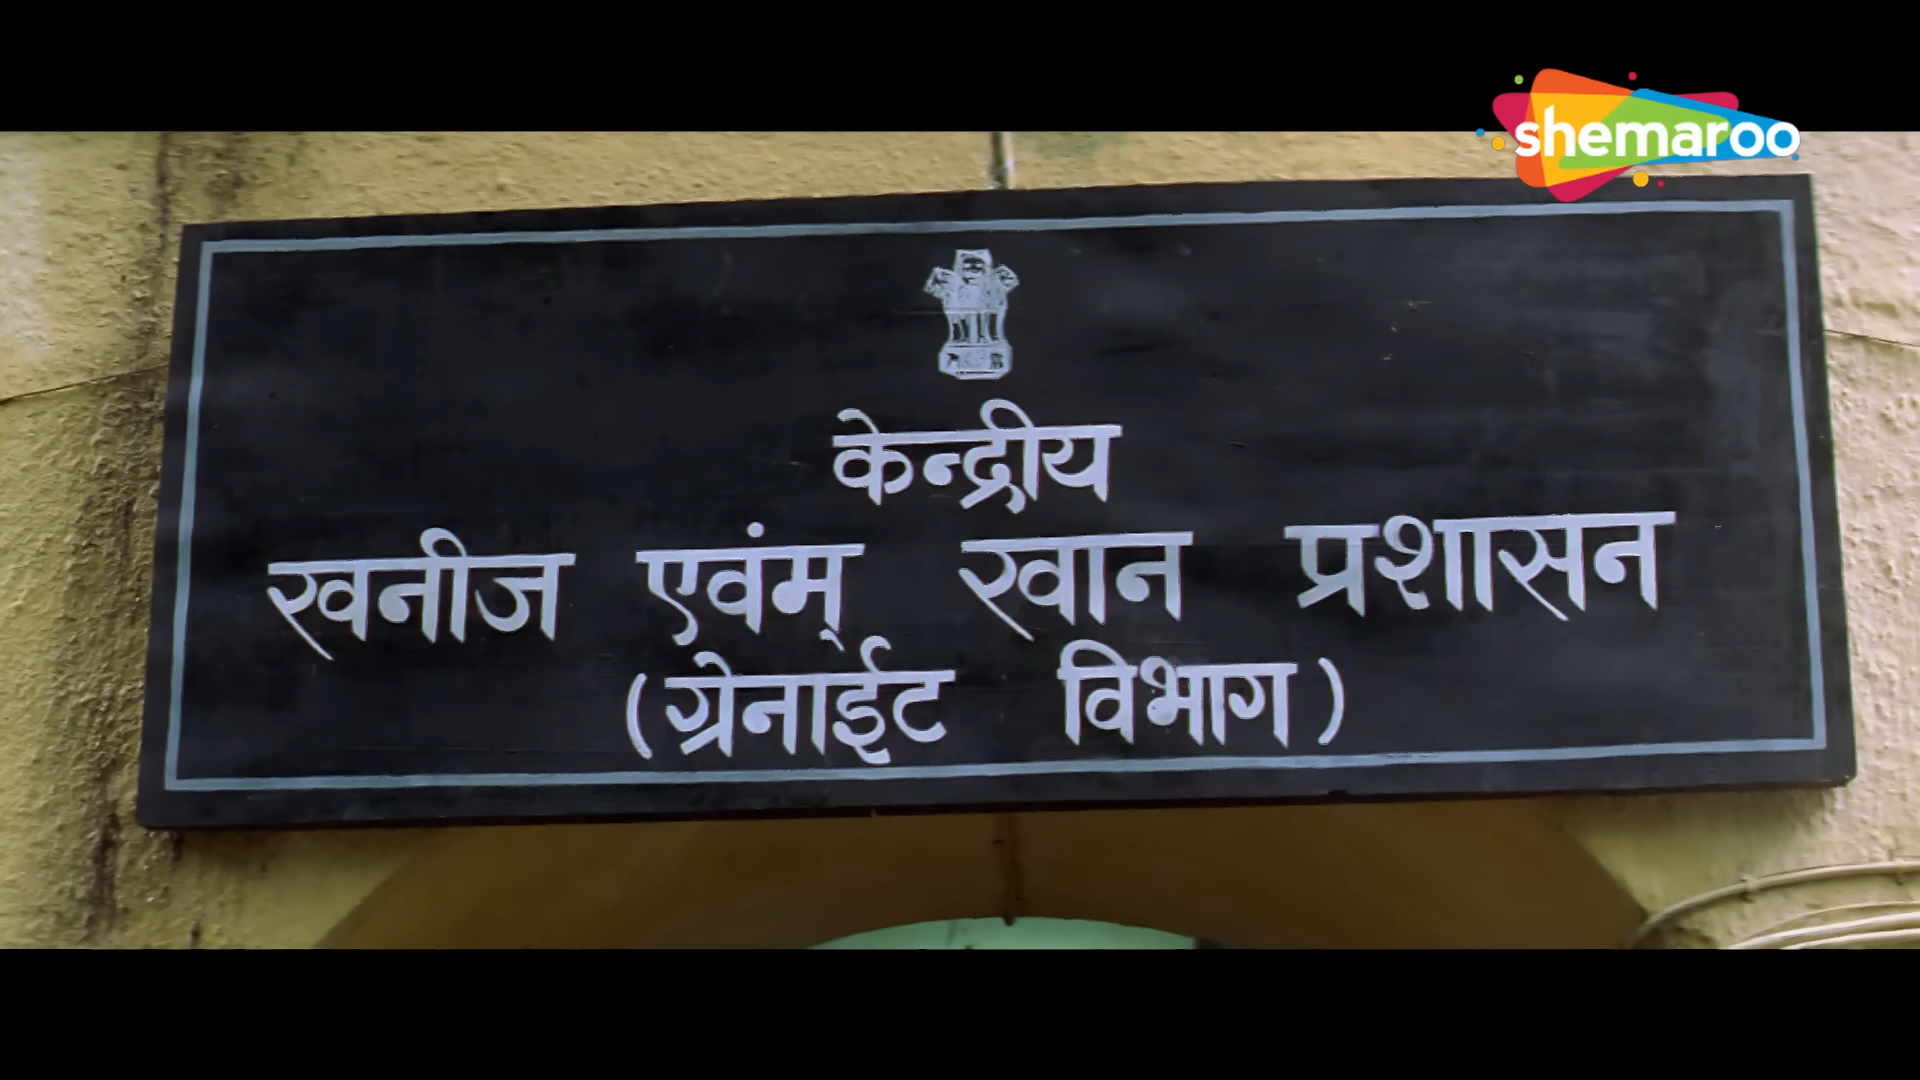 shemaroo
केन्द्रीय
खनीज एवंम् खान प्रशासन
(ग्रेनाईट विभाग)